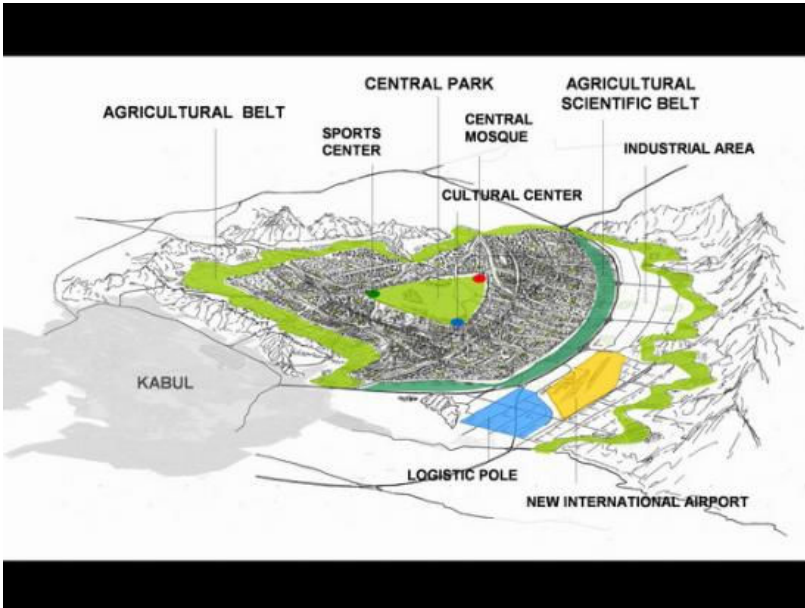 CENTRAL PARK
AGRICULTURAL
SCIENTIFIC BELT
AGRICULTURAL BELT
SPORTS
CENTER
CENTRAL
MOSQUE
INDUSTRIAL AREA
CULTURAL CENTER
KABUL
LOGISTIC POLE
NEW INTERNATIONAL AIRPORT